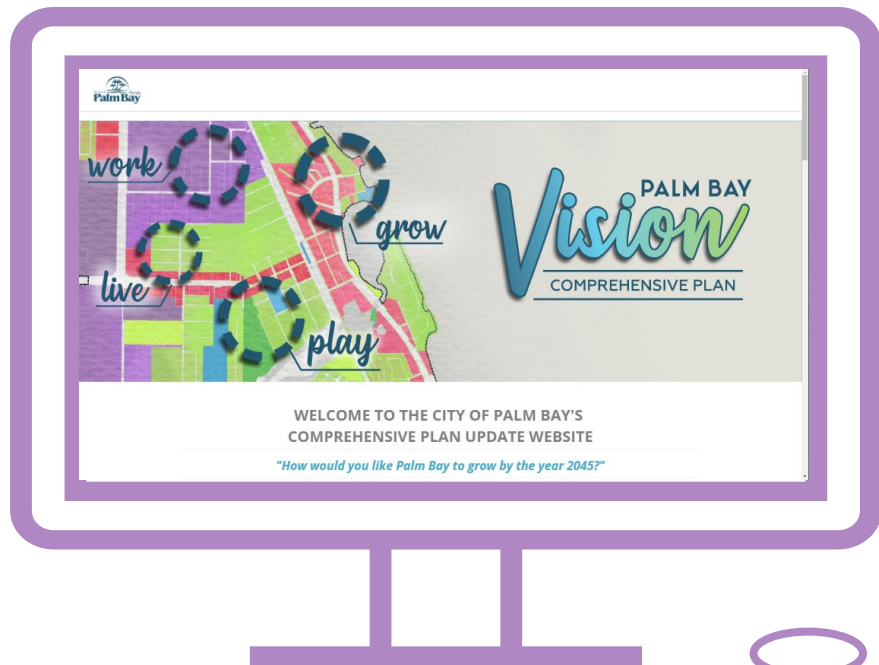 Florida
Palm Bay
work
grow
live
play
PALM BAY
Vision
COMPREHENSIVE PLAN
WELCOME TO THE CITY OF PALM BAY'S
COMPREHENSIVE PLAN UPDATE WEBSITE
"How would you like Palm Bay to grow by the year 2045?"